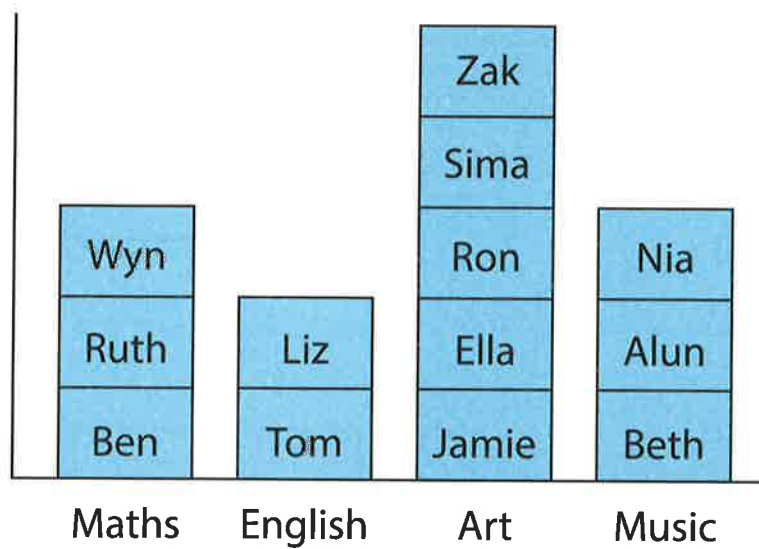 Zak
Sima
Wyn Ron Nia
Ruth Liz Ella Alun
Ben Tom Jamie Beth
Maths English Art Music